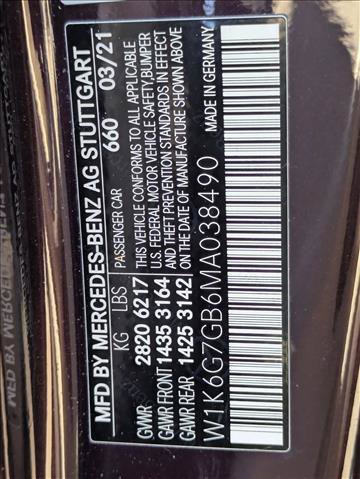 MFD BY MERCEDES-BENZ AG STUTTGART
660 03/21
KG LBS PASSENGER CAR
GVWR 2820 6217 THIS VEHICLE CONFORMS TO ALL APPLICABLE
U.S. FEDERAL MOTOR VEHICLE SAFETY,BUMPER
GAWR FRONT 1435 3164 AND THEFT PREVENTION STANDARDS IN EFFECT
GAWR REAR 1425 3142 ON THE DATE OF MANUFACTURE SHOWN ABOVE
W1K6G7GB6MA038490 MADE IN GERMANY